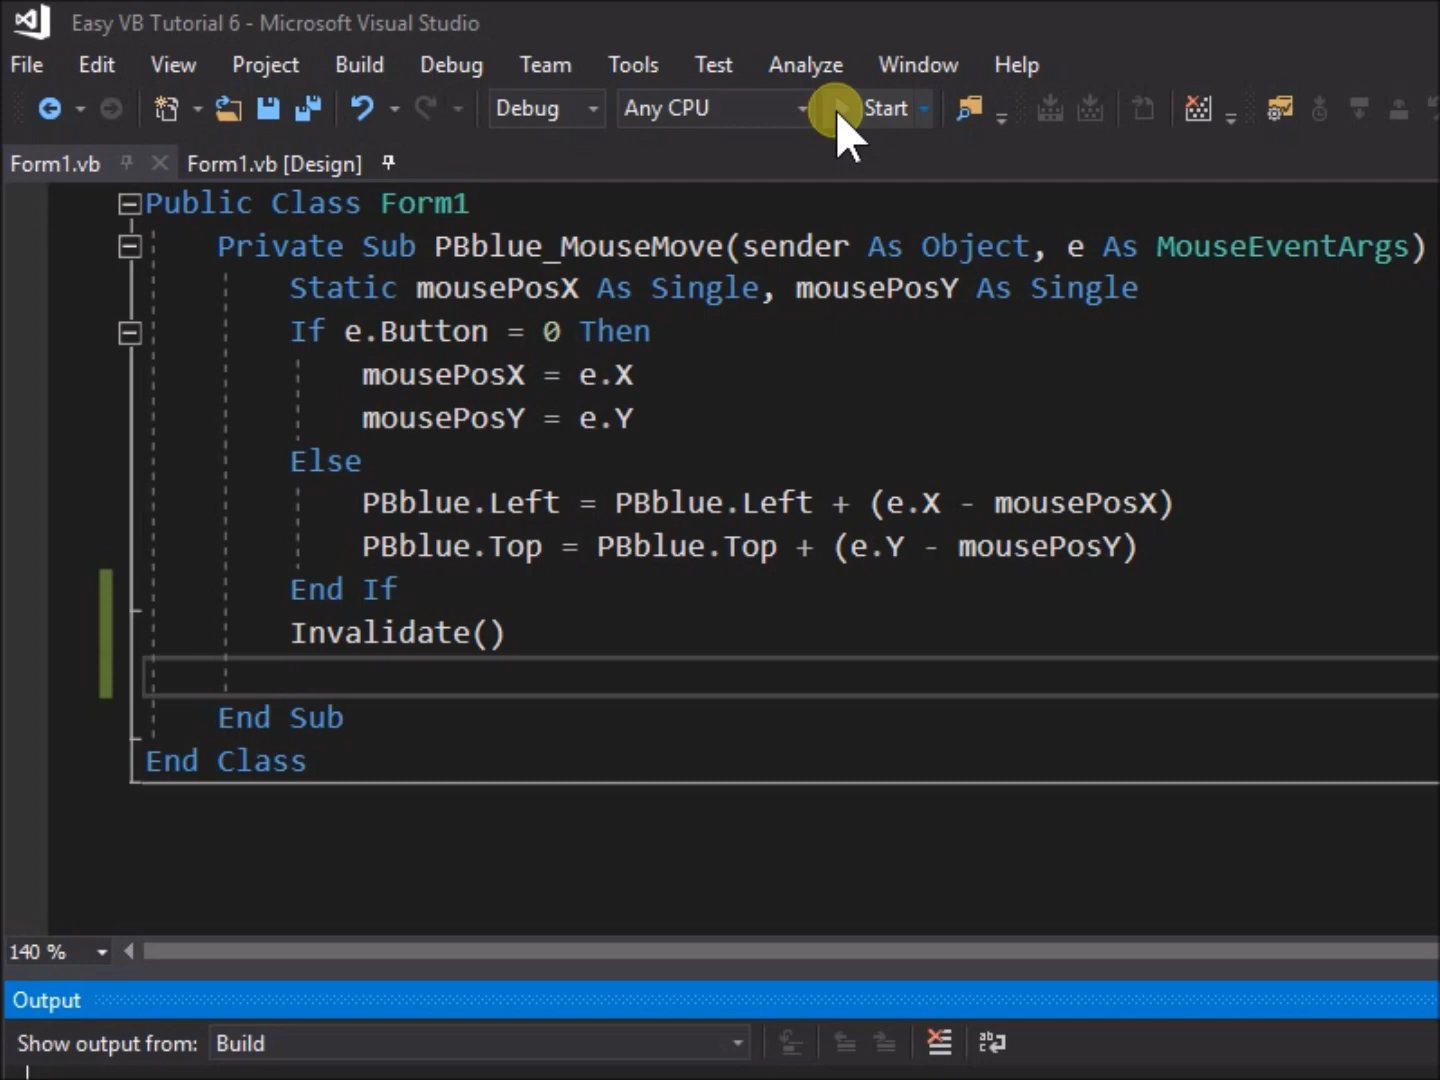 Easy VB Tutorial 6 - Microsoft Visual Studio
File Edit View Project Build Debug Team Tools Test Analyze Window Help
Debug Any CPU Start
Form1.vb Form1.vb [Design]
Public Class Form1
Private Sub PBblue_MouseMove(sender As Object, e As MouseEventArgs)
Static mousePosX As Single, mousePosY As Single
If e.Button = 0 Then
mousePosX = e.X
mousePosY = e.Y
Else
PBblue.Left = PBblue.Left + (e.X - mousePosX)
PBblue.Top = PBblue.Top + (e.Y - mousePosY)
End If
Invalidate()
End Sub
End Class
140 %
Output
Show output from: Build